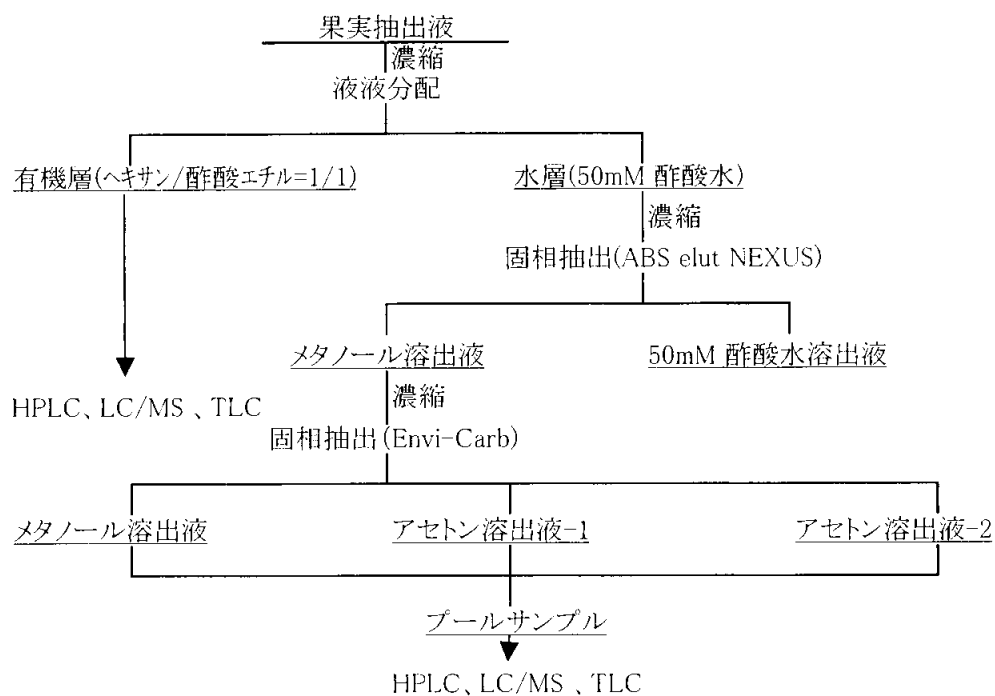 果実抽出液
濃縮
液液分配
有機層(ヘキサン/酢酸エチル=1/1)
水層(50mM 酢酸水)
濃縮
固相抽出(ABS elut NEXUS)
メタノール溶出液
50mM 酢酸水溶出液
濃縮
HPLC、LC/MS 、TLC
固相抽出(Envi-Carb)
メタノール溶出液
アセトン溶出液-1
アセトン溶出液-2
プールサンプル
HPLC、LC/MS、TLC